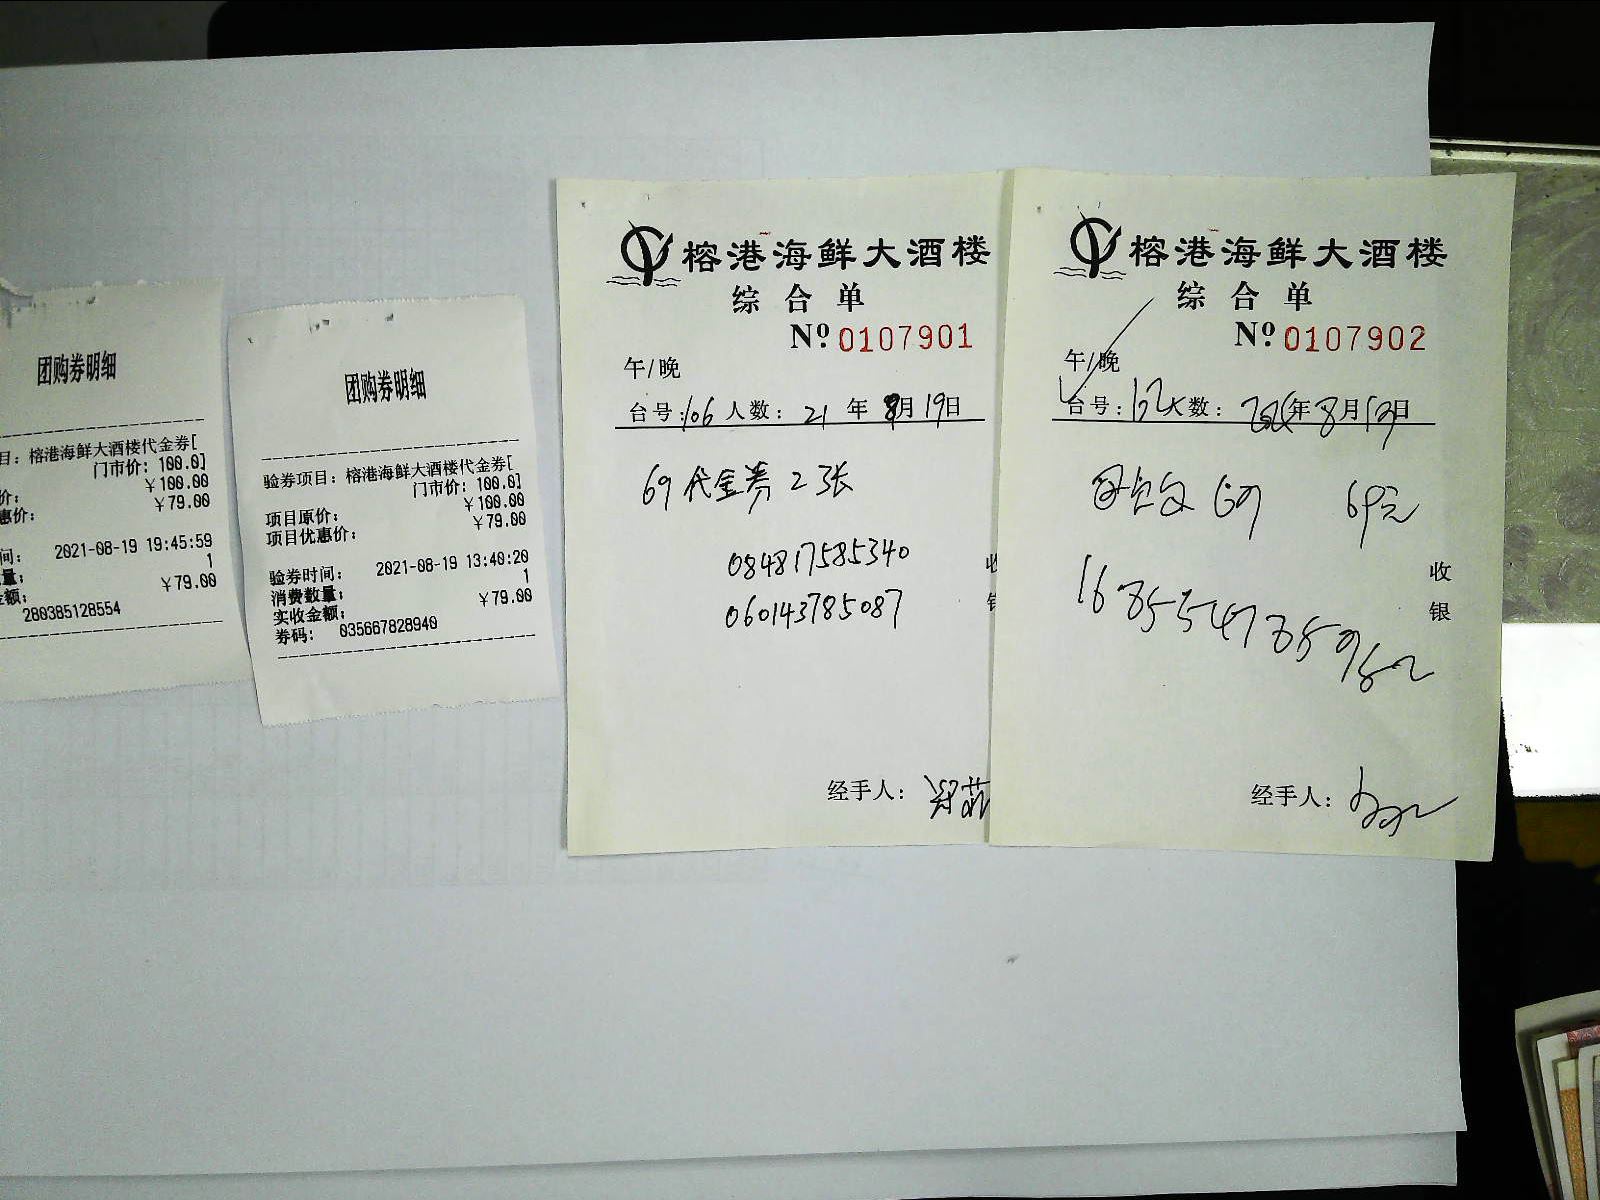 团购券明细
目：榕港海鲜大酒楼代金券[
门市价：100.0]
价： ￥100.00
惠价： ￥79.00
间： 2021-08-19 19:45:59
量： 1
金额： ￥79.00
280385128554
团购券明细
验券项目：榕港海鲜大酒楼代金券[
门市价：100.0]
项目原价： ￥100.00
项目优惠价： ￥79.00
验券时间： 2021-08-19 13:40:20
消费数量： 1
实收金额： ￥79.00
券码： 035667828940
榕港海鲜大酒楼
综合单
№ 0107901
午/晚
台号：106 人数： 21 年 8月19日
69代金券2张
084817585340
060143785087
收
银
经手人：
榕港海鲜大酒楼
综合单
№ 0107902
午/晚
台号： 人数： 年8月 日
69 69元
收
银
经手人：